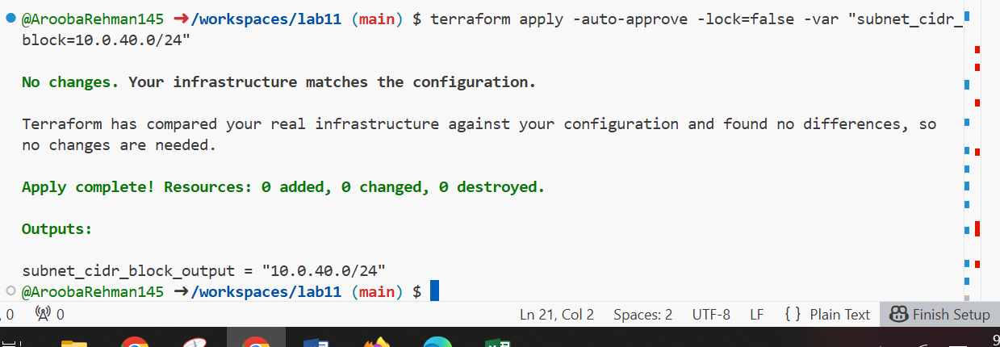 @AroobaRehman145 ➜/workspaces/lab11 (main) $ terraform apply -auto-approve -lock=false -var "subnet_cidr_
block=10.0.40.0/24"
No changes. Your infrastructure matches the configuration.
Terraform has compared your real infrastructure against your configuration and found no differences, so
no changes are needed.
Apply complete! Resources: 0 added, 0 changed, 0 destroyed.
Outputs:
subnet_cidr_block_output = "10.0.40.0/24"
@AroobaRehman145 ➜/workspaces/lab11 (main) $
0 0 Ln 21, Col 2 Spaces: 2 UTF-8 LF { } Plain Text Finish Setup
9